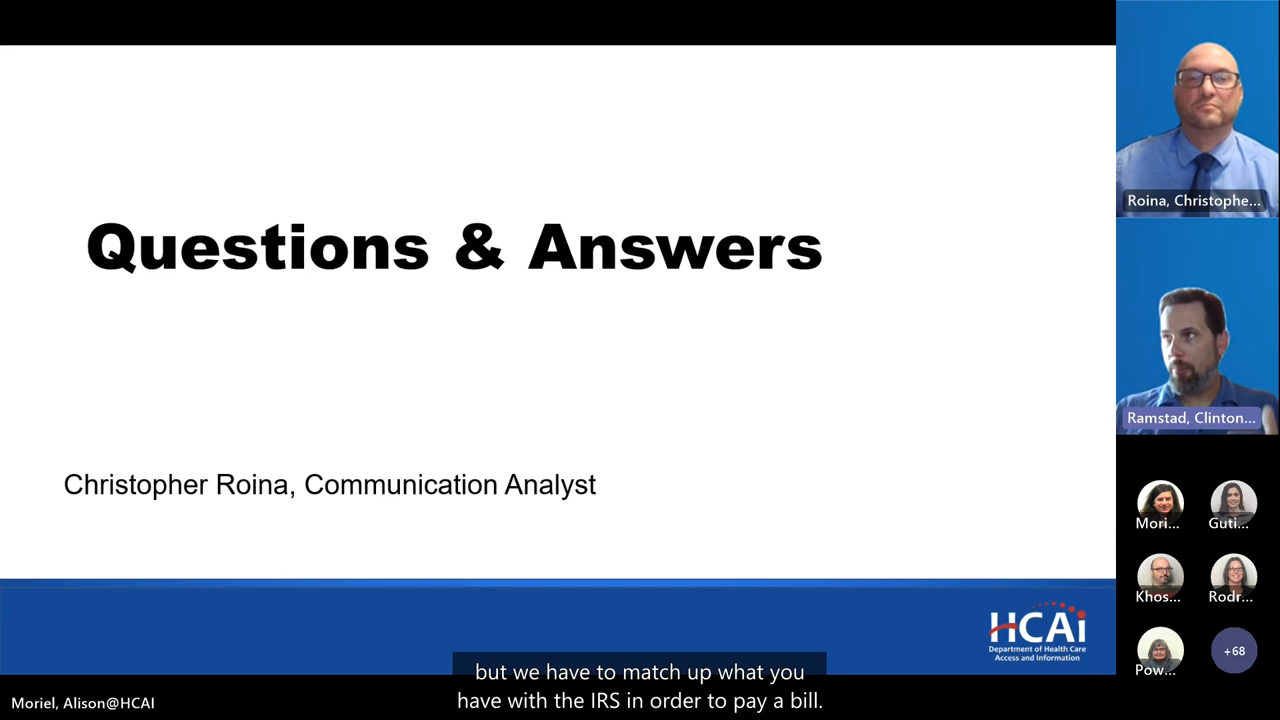 Questions & Answers
Christopher Roina, Communication Analyst
HCAi
Department of Health Care
Access and Information
but we have to match up what you
have with the IRS in order to pay a bill.
Moriel, Alison@HCAI
Roina, Christophe...
Ramstad, Clinton...
Mori...
Guti...
Khos...
Rodr...
Pow...
+68